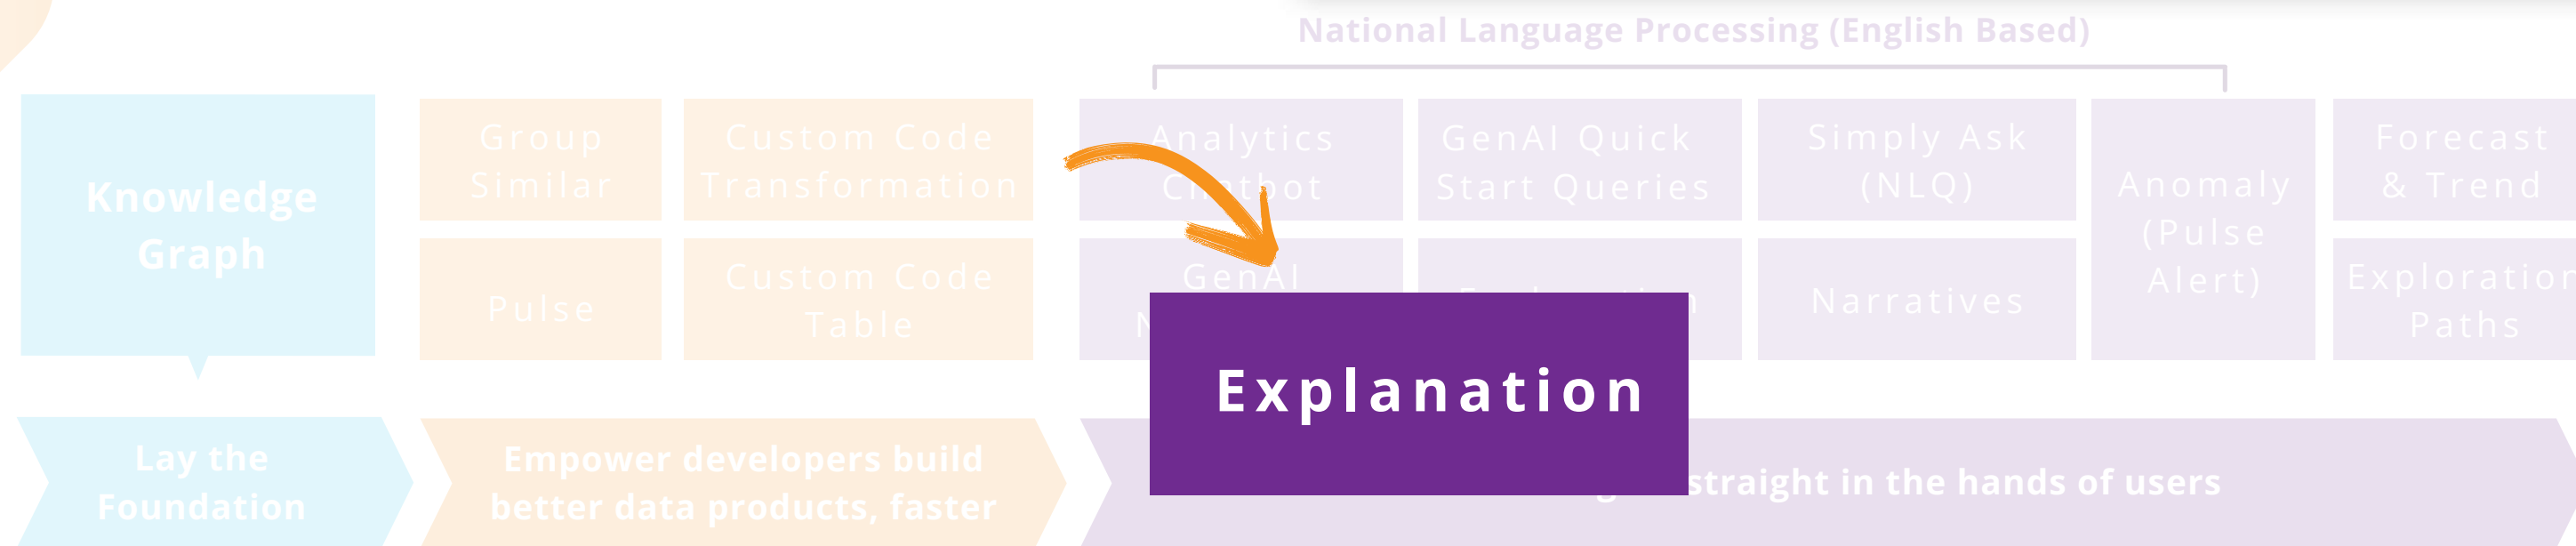 National Language Processing (English Based)
Knowledge
Graph
Group
Similar
Custom Code
Transformation
Analytics
Chatbot
GenAI Quick
Start Queries
Simply Ask
(NLQ)
Anomaly
(Pulse
Alert)
Forecast
& Trend
Pulse
Custom Code
Table
GenAI
Narratives
Exploration
Paths
Explanation
Lay the
Foundation
Empower developers build
better data products, faster
straight in the hands of users